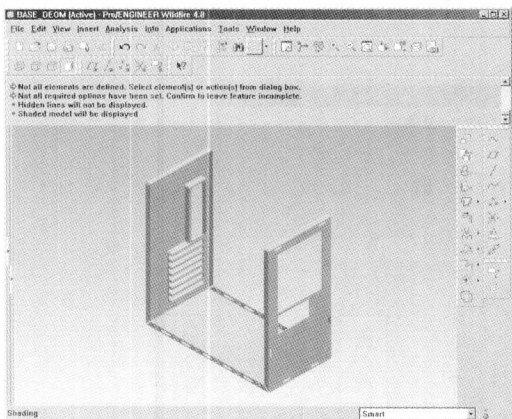 BASE_DEOM (Active) - Pro/ENGINEER Wildfire 4.0
File Edit View Insert Analysis Info Applications Tools Window Help
Not all elements are defined. Select element(s) or action(s) from dialog box.
Not all required options have been set. Confirm to leave feature incomplete.
Hidden lines will not be displayed.
Shaded model will be displayed
Shading
Smart